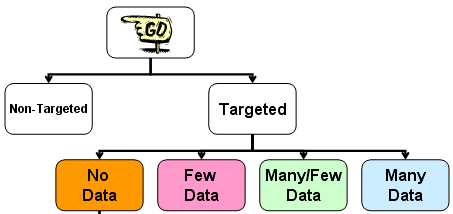 GO
Non-Targeted
Targeted
No
Data
Few
Data
Many/Few
Data
Many
Data